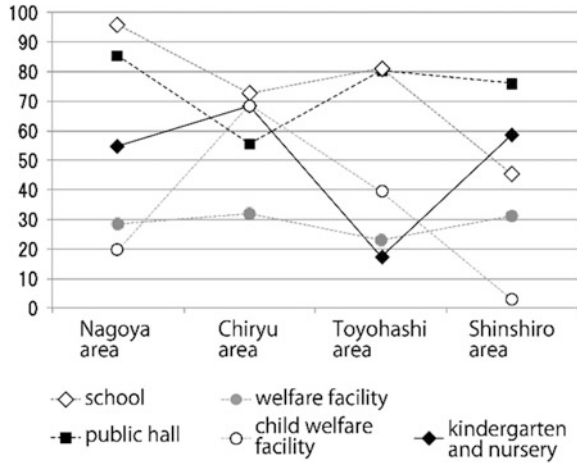 100
90
80
70
60
50
40
30
20
10
0
Nagoya area
Chiryu area
Toyohashi area
Shinshiro area
school
welfare facility
public hall
child welfare facility
kindergarten and nursery